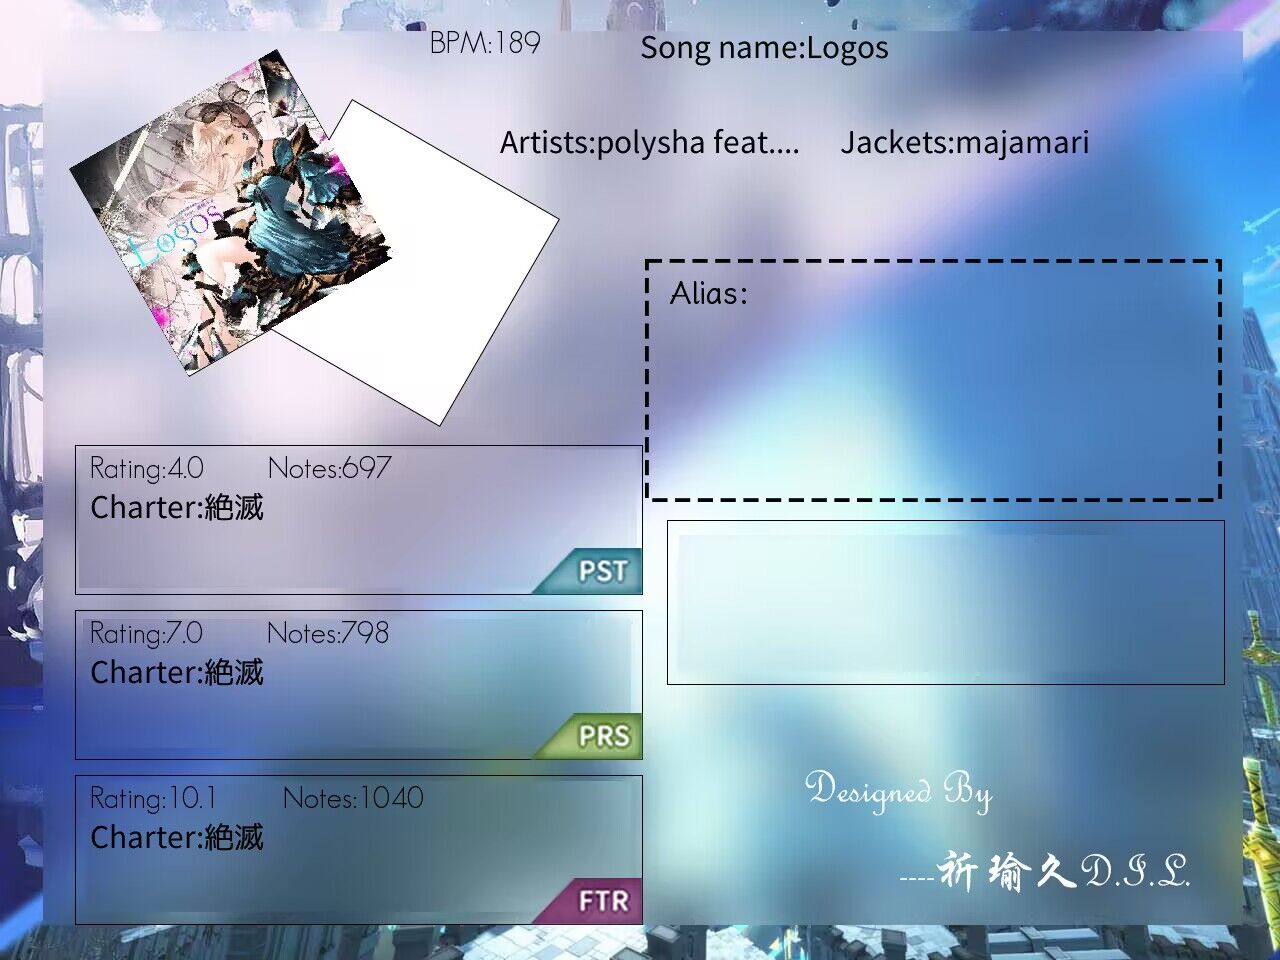 BPM:189
Song name:Logos
Artists:polysha feat....
Jackets:majamari
Logos
Alias:
Rating:4.0 Notes:697
Charter:絶滅
PST
Rating:7.0 Notes:798
Charter:絶滅
PRS
Rating:10.1 Notes:1040
Charter:絶滅
FTR
Designed By
----祈瑜久D.I.L.